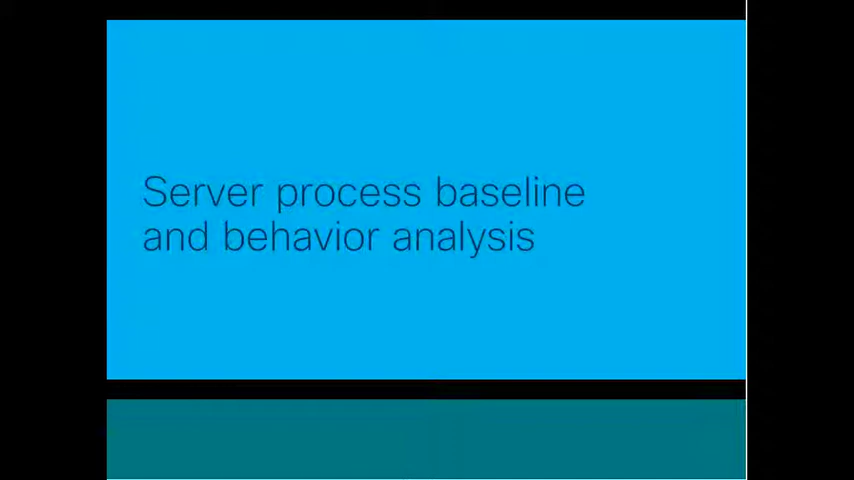 Server process baseline
and behavior analysis